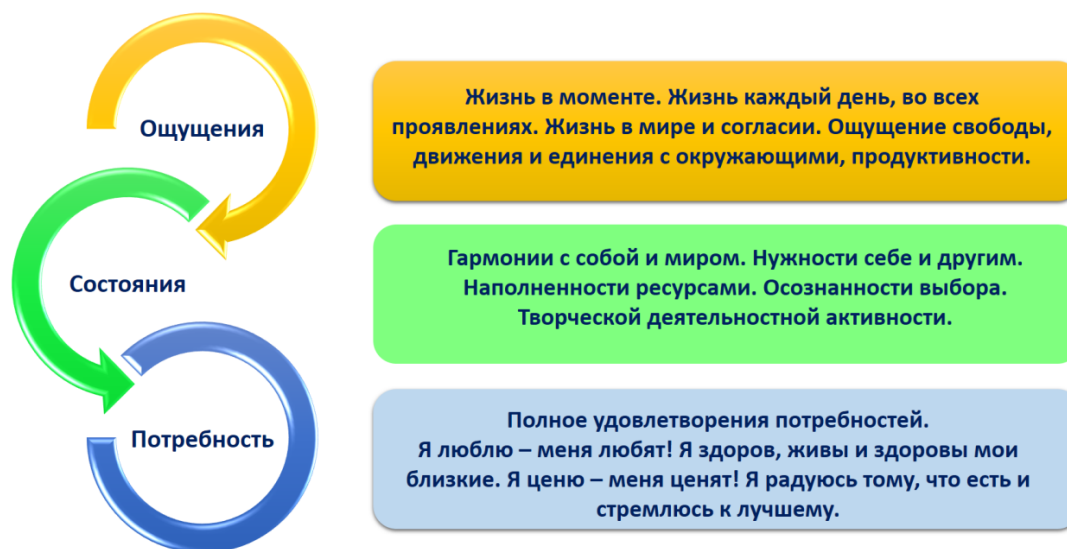 Ощущения
Жизнь в моменте. Жизнь каждый день, во всех
проявлениях. Жизнь в мире и согласии. Ощущение свободы,
движения и единения с окружающими, продуктивности.
Состояния
Гармонии с собой и миром. Нужности себе и другим.
Наполненности ресурсами. Осознанности выбора.
Творческой деятельностной активности.
Потребность
Полное удовлетворения потребностей.
Я люблю – меня любят! Я здоров, живы и здоровы мои
близкие. Я ценю – меня ценят! Я радуюсь тому, что есть и
стремлюсь к лучшему.